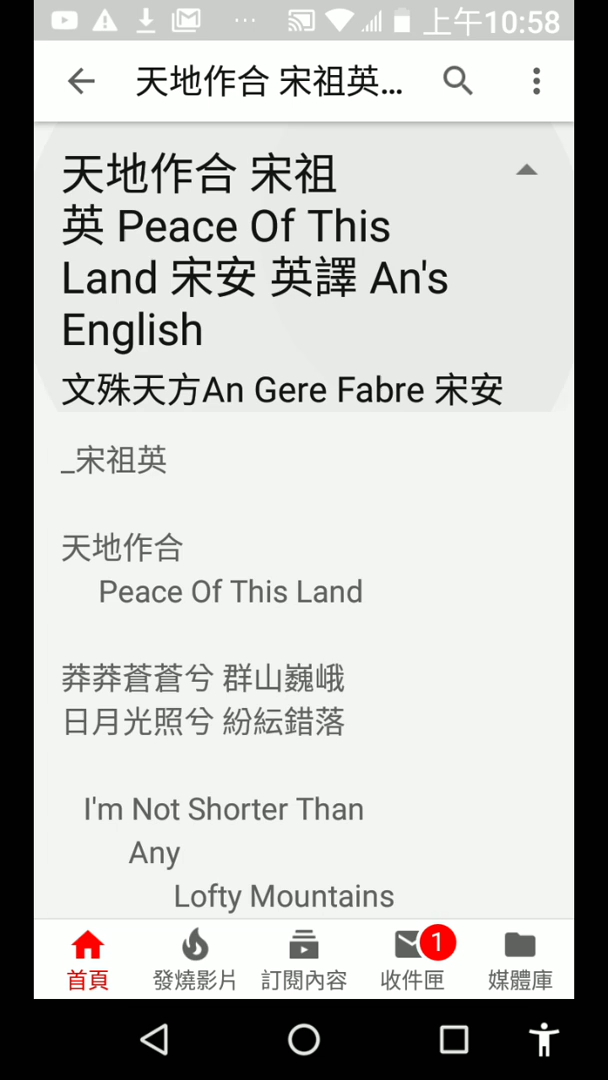 上午10:58
天地作合 宋祖英...
天地作合 宋祖
英 Peace Of This
Land 宋安 英譯 An's
English
文殊天方An Gere Fabre 宋安
_宋祖英
天地作合
Peace Of This Land
莽莽蒼蒼兮 群山巍峨
日月光照兮 紛紜錯落
I'm Not Shorter Than
Any
Lofty Mountains
1
首頁 發燒影片 訂閱內容 收件匣 媒體庫